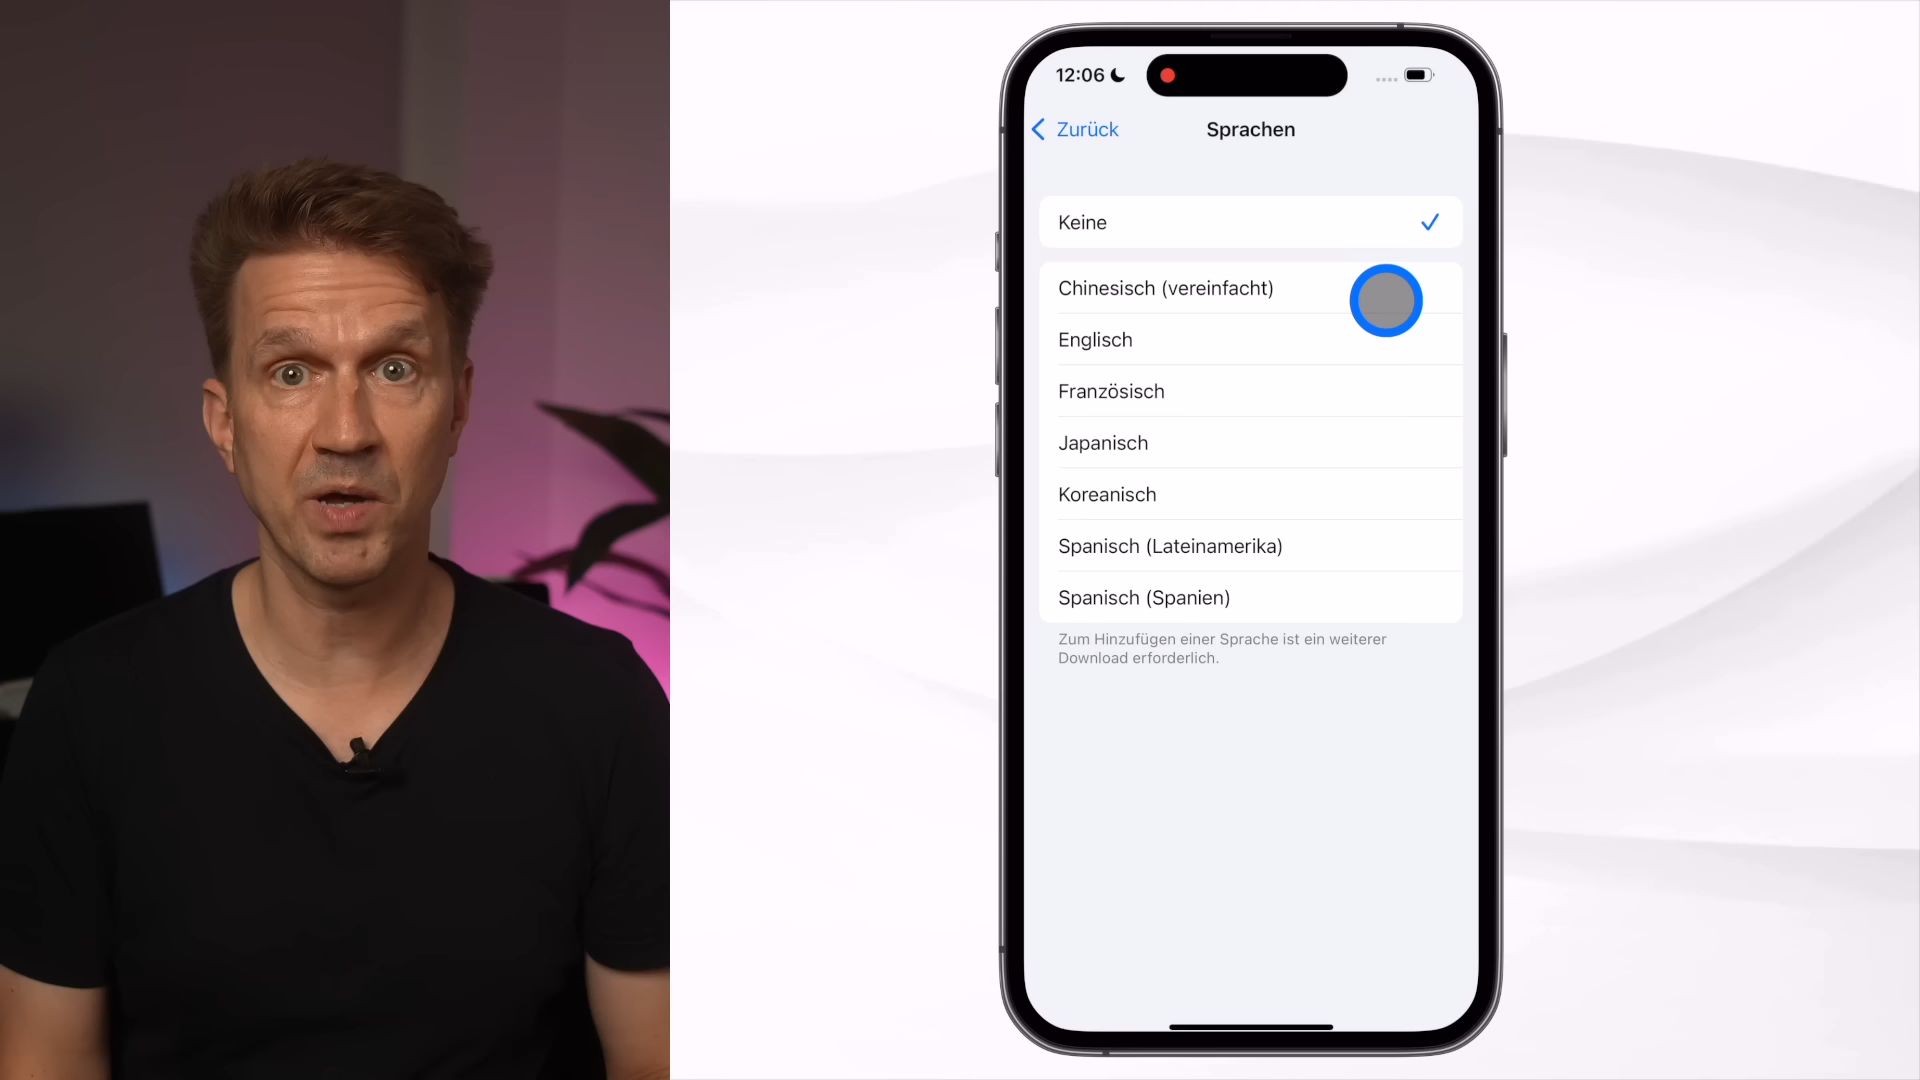 12:06
Zurück
Sprachen
Keine
Chinesisch (vereinfacht)
Englisch
Französisch
Japanisch
Koreanisch
Spanisch (Lateinamerika)
Spanisch (Spanien)
Zum Hinzufügen einer Sprache ist ein weiterer
Download erforderlich.